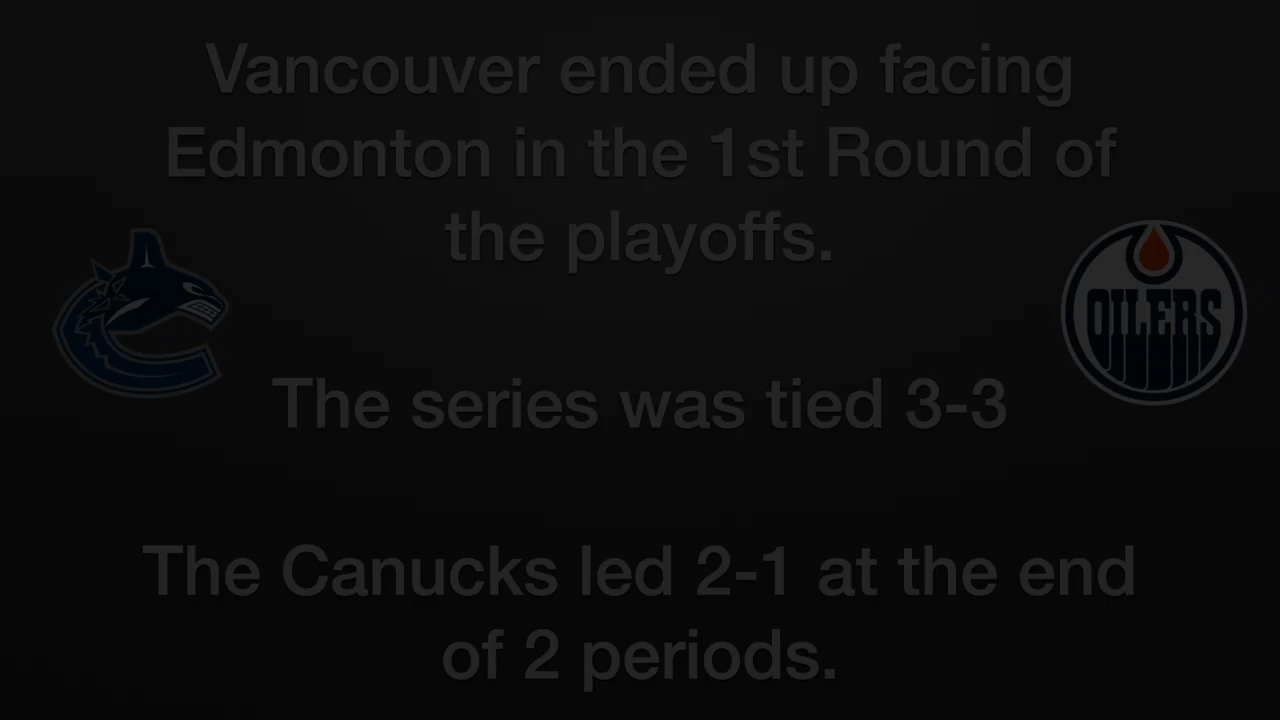 Vancouver ended up facing
Edmonton in the 1st Round of
the playoffs.
OILERS
The series was tied 3-3
The Canucks led 2-1 at the end
of 2 periods.